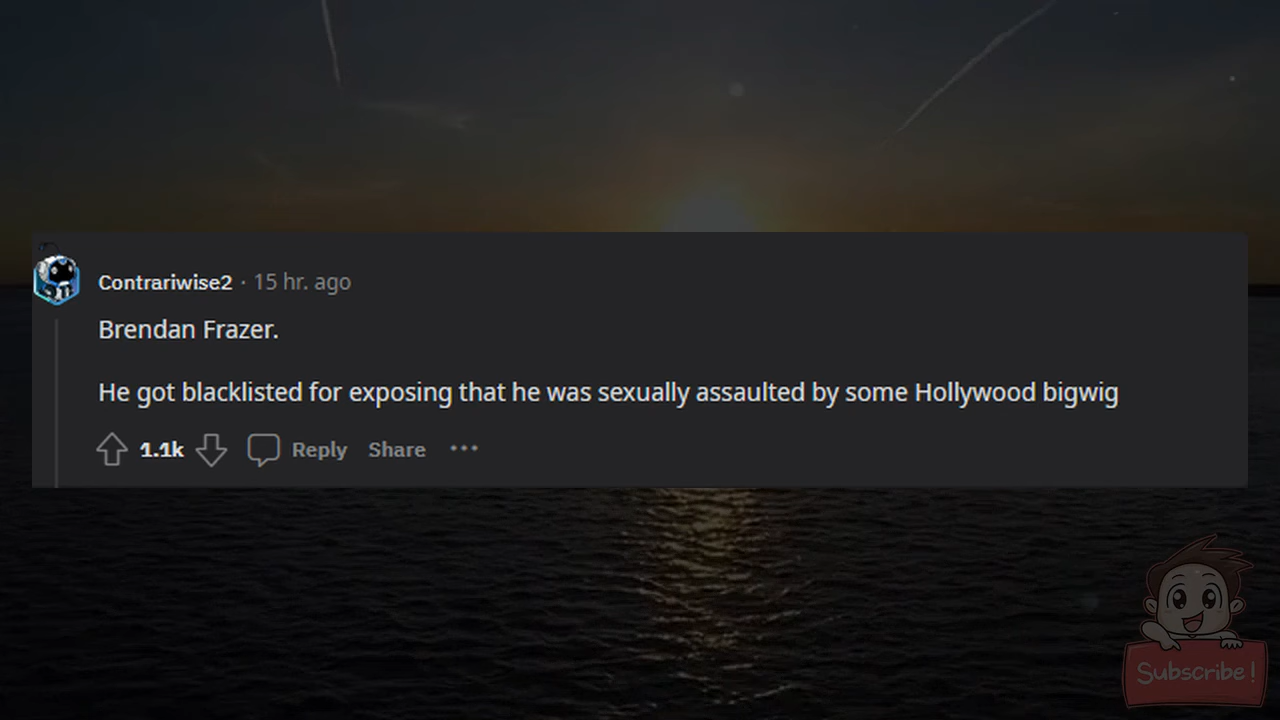 Contrariwise2 · 15 hr. ago
Brendan Frazer.
He got blacklisted for exposing that he was sexually assaulted by some Hollywood bigwig
1.1k Reply Share ···
Subscribe!